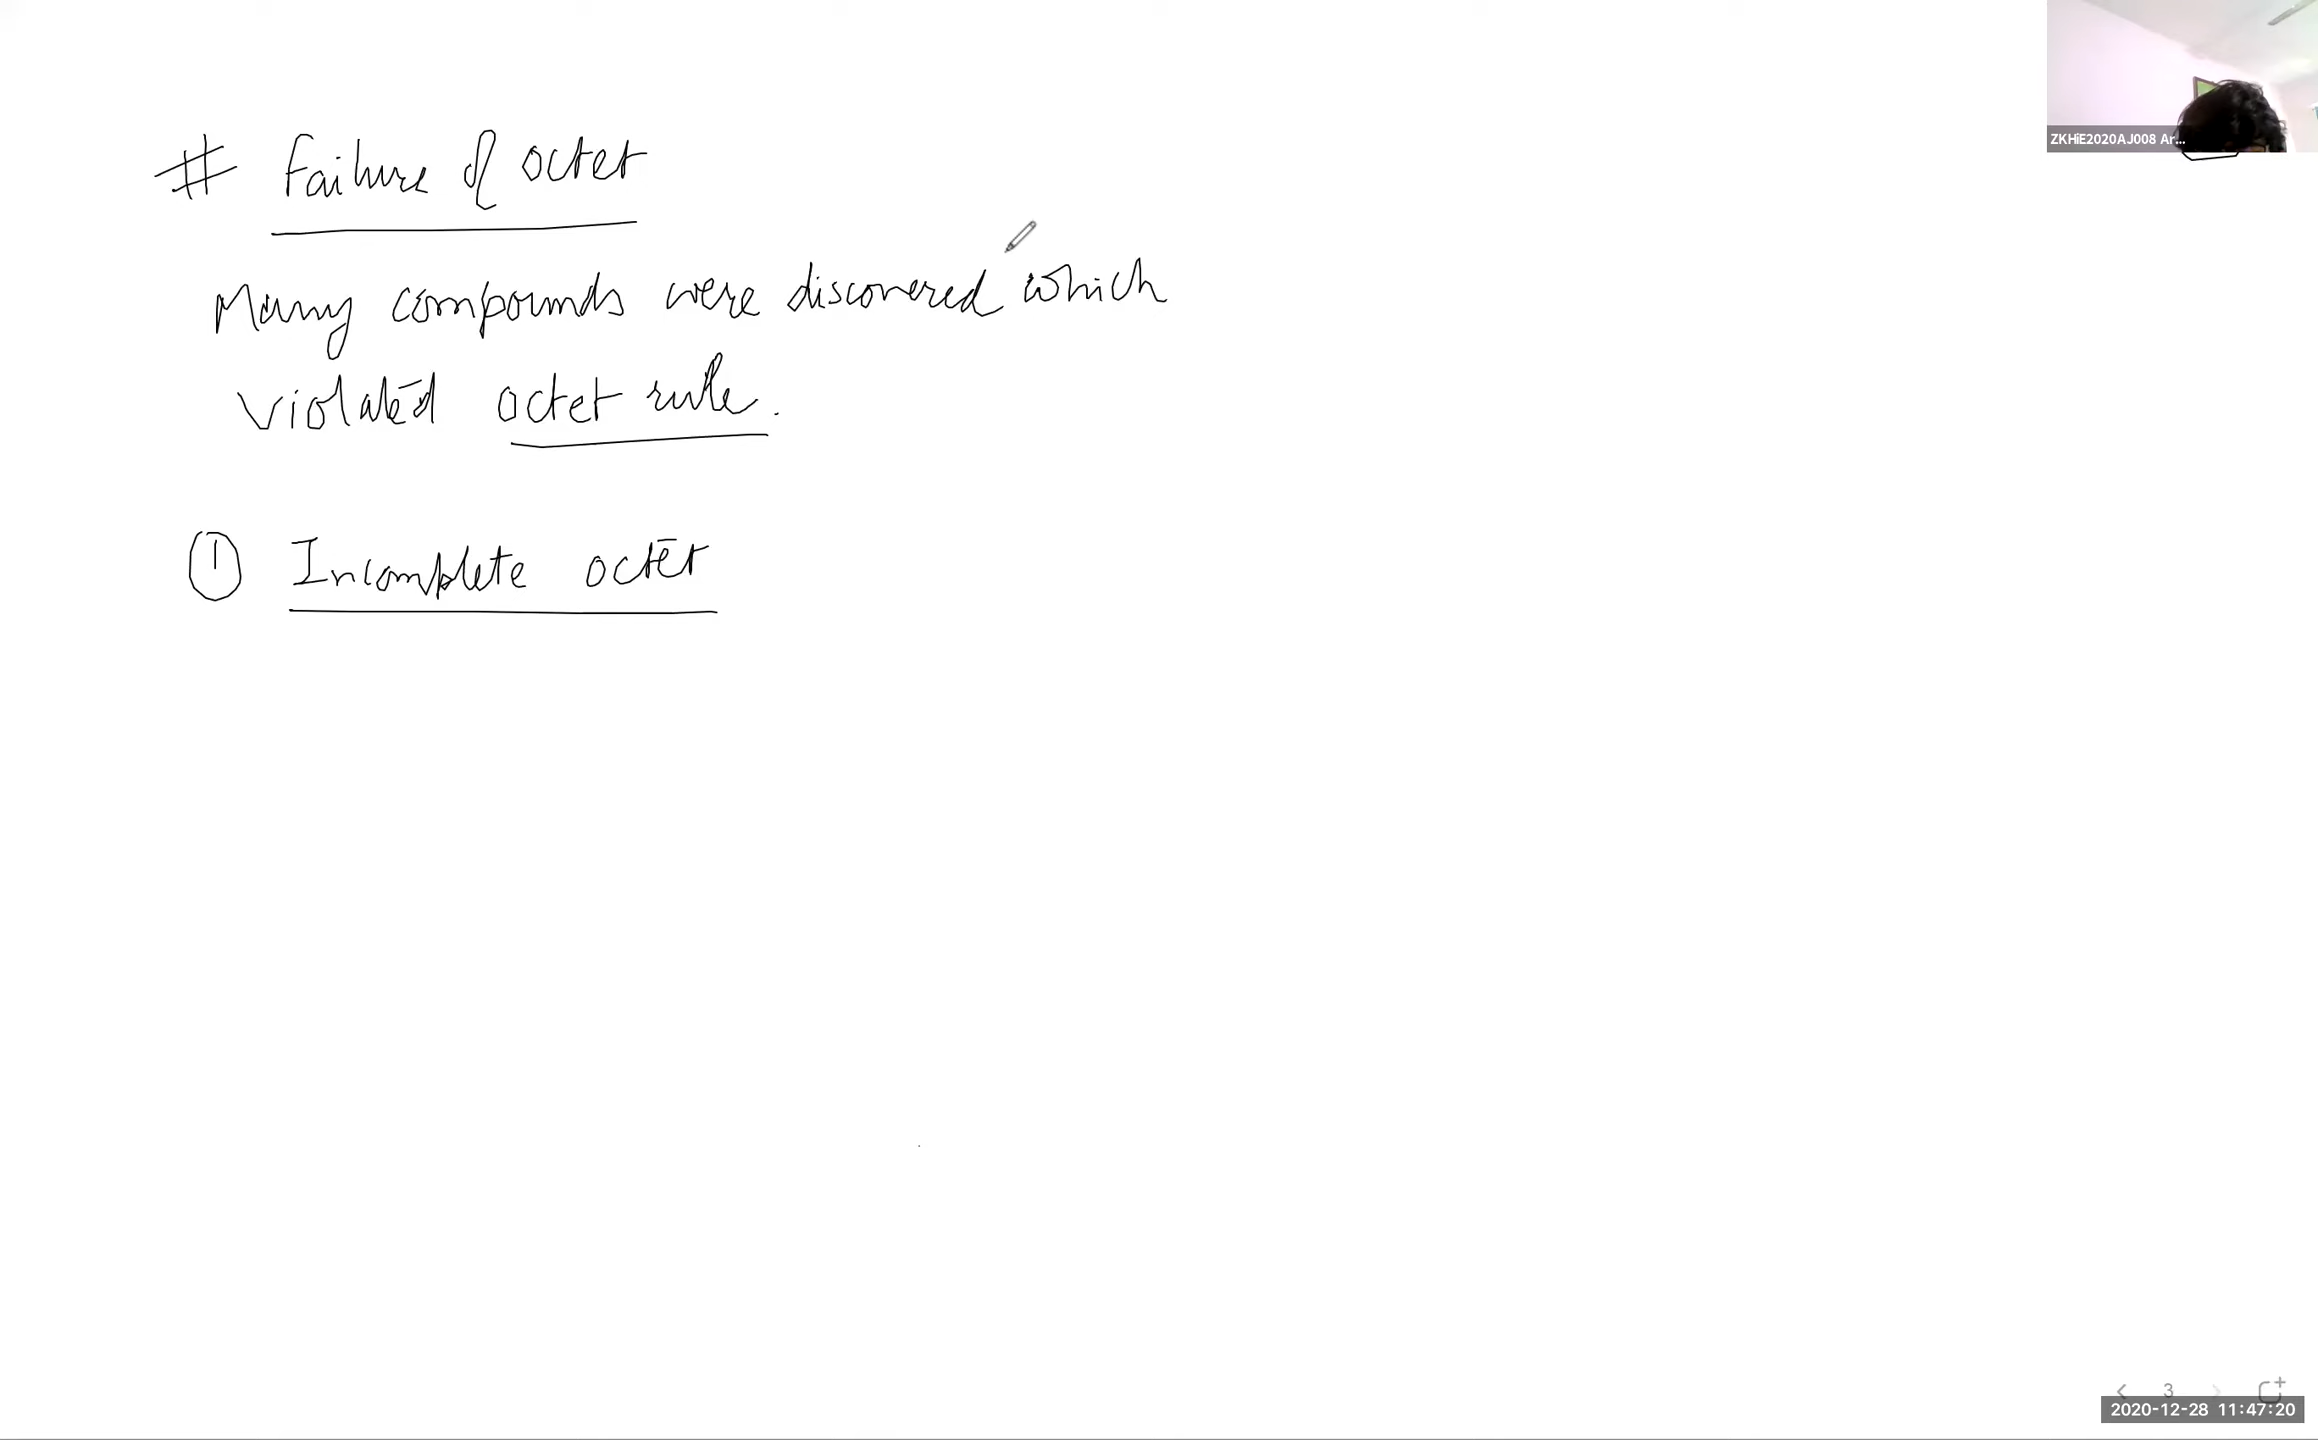 # Failure of octet
Many compounds were discovered which
violated octet rule.
① Incomplete octet
ZKHiE2020AJ008 Ar...
3
2020-12-28 11:47:20